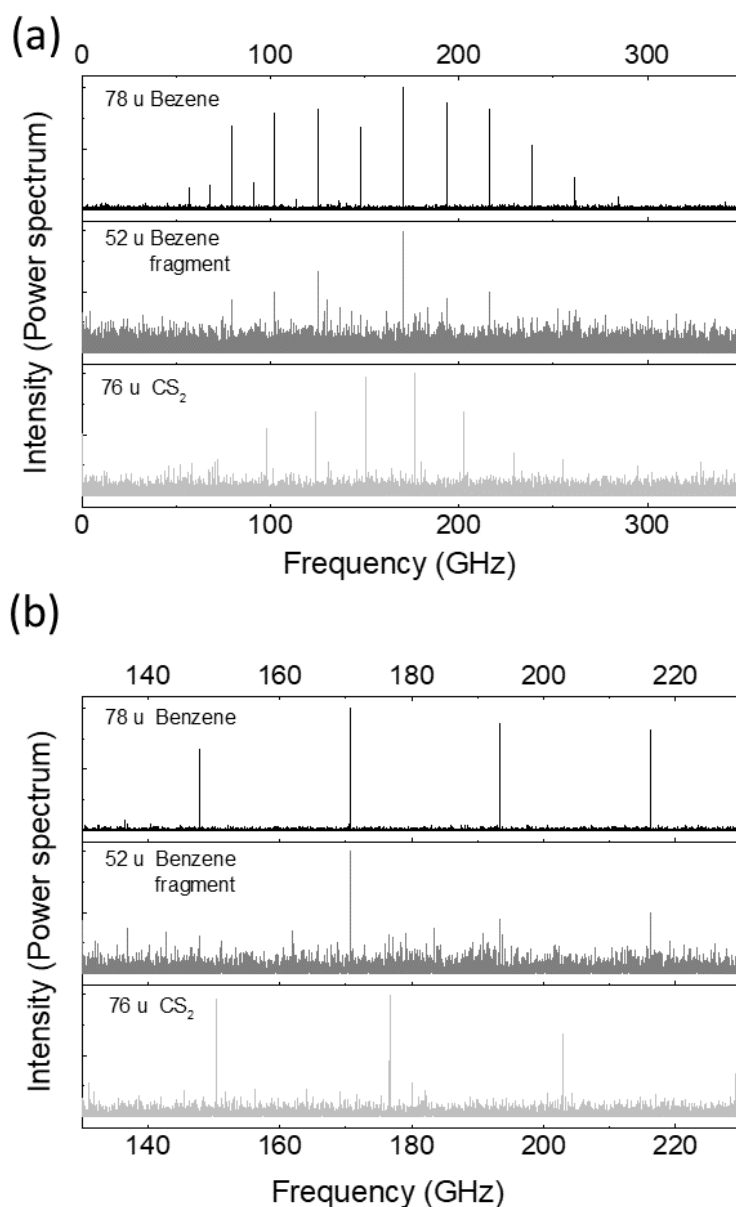 (a)
0 100 200 300
78 u Bezene
52 u Bezene
fragment
76 u CS₂
Intensity (Power spectrum)
0 100 200 300
Frequency (GHz)
(b)
140 160 180 200 220
78 u Benzene
52 u Benzene
fragment
76 u CS₂
Intensity (Power spectrum)
140 160 180 200 220
Frequency (GHz)